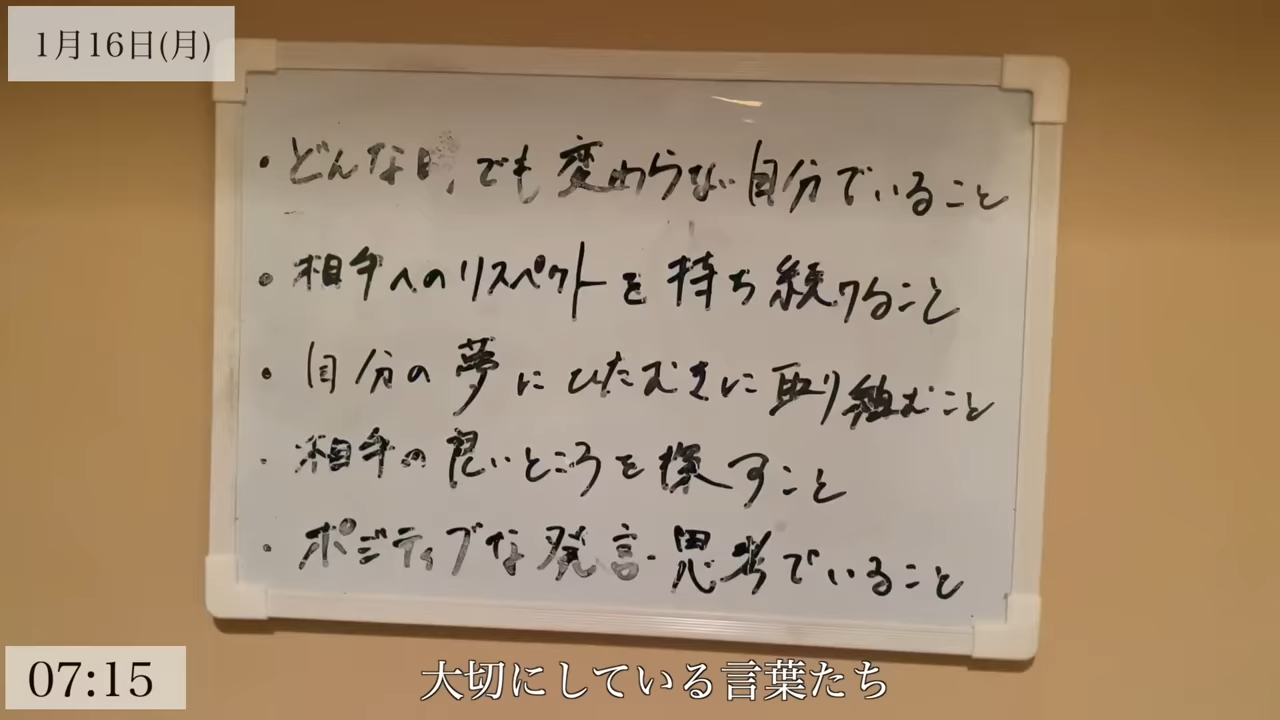 1月16日(月)
・どんな時でも変わらない自分でいること
・相手へのリスペクトを持ち続けること
・自分の夢にひたむきに取り組むこと
・相手の良いところを探すこと
・ポジティブな発言・思考でいること
07:15
大切にしている言葉たち